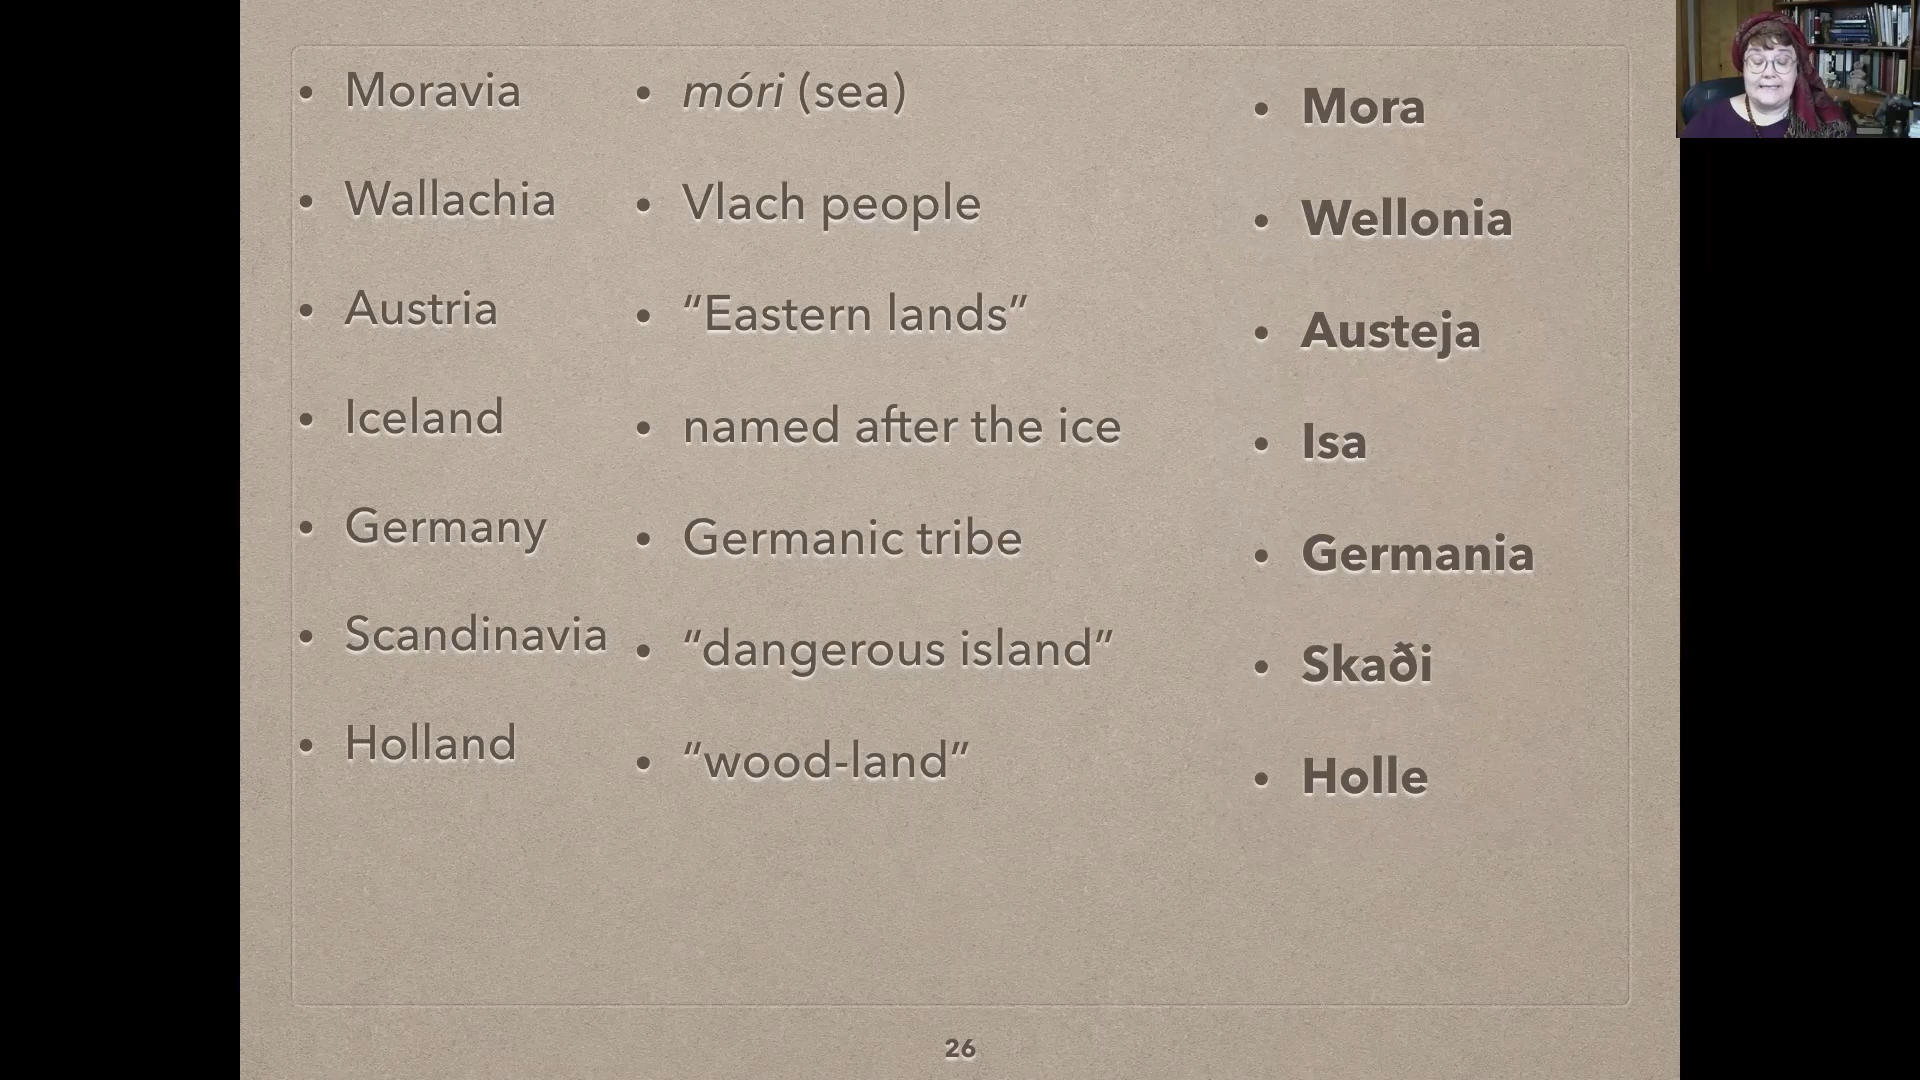 Moravia
Wallachia
Austria
Iceland
Germany
Scandinavia
Holland
móri (sea)
Vlach people
“Eastern lands”
named after the ice
Germanic tribe
“dangerous island”
“wood-land”
Mora
Wellonia
Austeja
Isa
Germania
Skaði
Holle
26